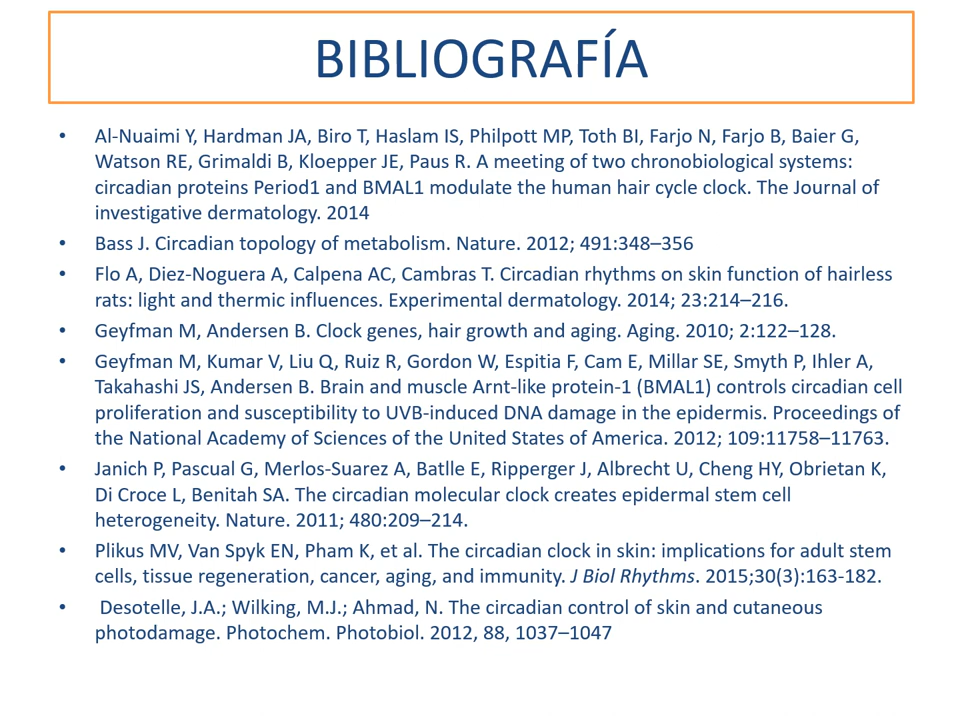 BIBLIOGRAFÍA
• Al-Nuaimi Y, Hardman JA, Biro T, Haslam IS, Philpott MP, Toth BI, Farjo N, Farjo B, Baier G,
Watson RE, Grimaldi B, Kloepper JE, Paus R. A meeting of two chronobiological systems:
circadian proteins Period1 and BMAL1 modulate the human hair cycle clock. The Journal of
investigative dermatology. 2014
• Bass J. Circadian topology of metabolism. Nature. 2012; 491:348–356
• Flo A, Diez-Noguera A, Calpena AC, Cambras T. Circadian rhythms on skin function of hairless
rats: light and thermic influences. Experimental dermatology. 2014; 23:214–216.
• Geyfman M, Andersen B. Clock genes, hair growth and aging. Aging. 2010; 2:122–128.
• Geyfman M, Kumar V, Liu Q, Ruiz R, Gordon W, Espitia F, Cam E, Millar SE, Smyth P, Ihler A,
Takahashi JS, Andersen B. Brain and muscle Arnt-like protein-1 (BMAL1) controls circadian cell
proliferation and susceptibility to UVB-induced DNA damage in the epidermis. Proceedings of
the National Academy of Sciences of the United States of America. 2012; 109:11758–11763.
• Janich P, Pascual G, Merlos-Suarez A, Batlle E, Ripperger J, Albrecht U, Cheng HY, Obrietan K,
Di Croce L, Benitah SA. The circadian molecular clock creates epidermal stem cell
heterogeneity. Nature. 2011; 480:209–214.
• Plikus MV, Van Spyk EN, Pham K, et al. The circadian clock in skin: implications for adult stem
cells, tissue regeneration, cancer, aging, and immunity. J Biol Rhythms. 2015;30(3):163-182.
• Desotelle, J.A.; Wilking, M.J.; Ahmad, N. The circadian control of skin and cutaneous
photodamage. Photochem. Photobiol. 2012, 88, 1037–1047